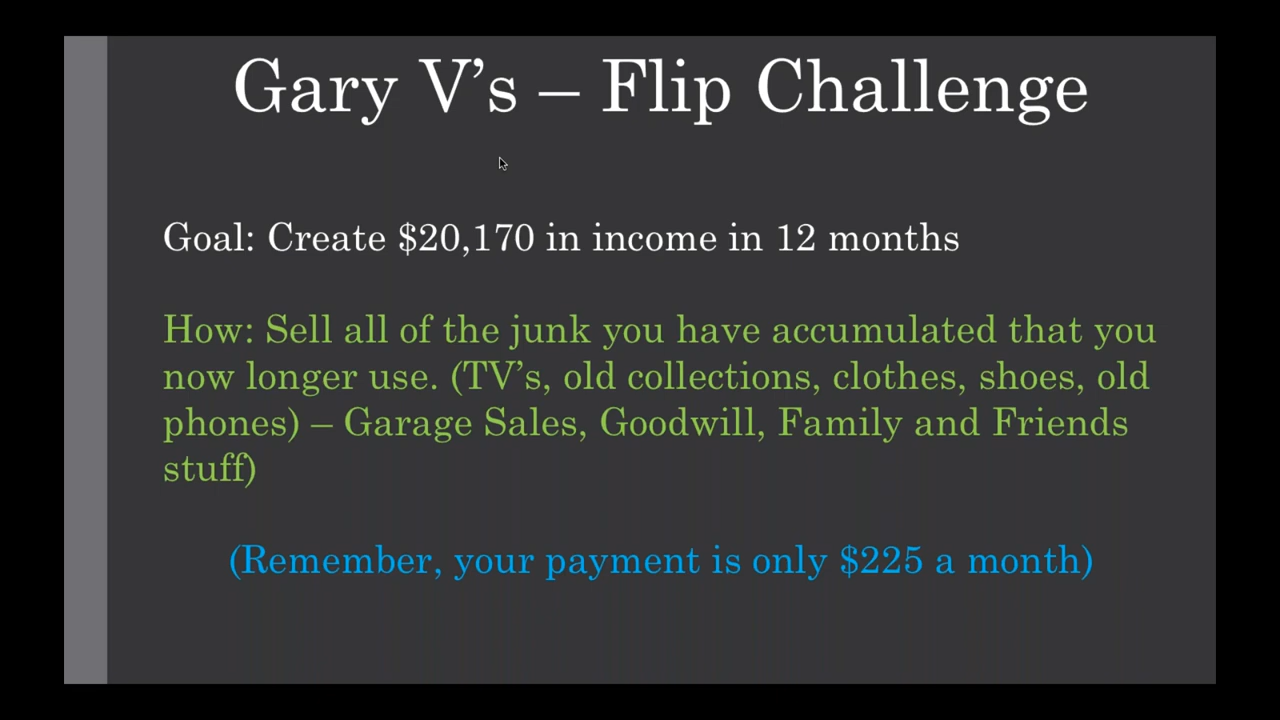 Gary V’s – Flip Challenge
Goal: Create $20,170 in income in 12 months
How: Sell all of the junk you have accumulated that you
now longer use. (TV’s, old collections, clothes, shoes, old
phones) – Garage Sales, Goodwill, Family and Friends
stuff)
(Remember, your payment is only $225 a month)